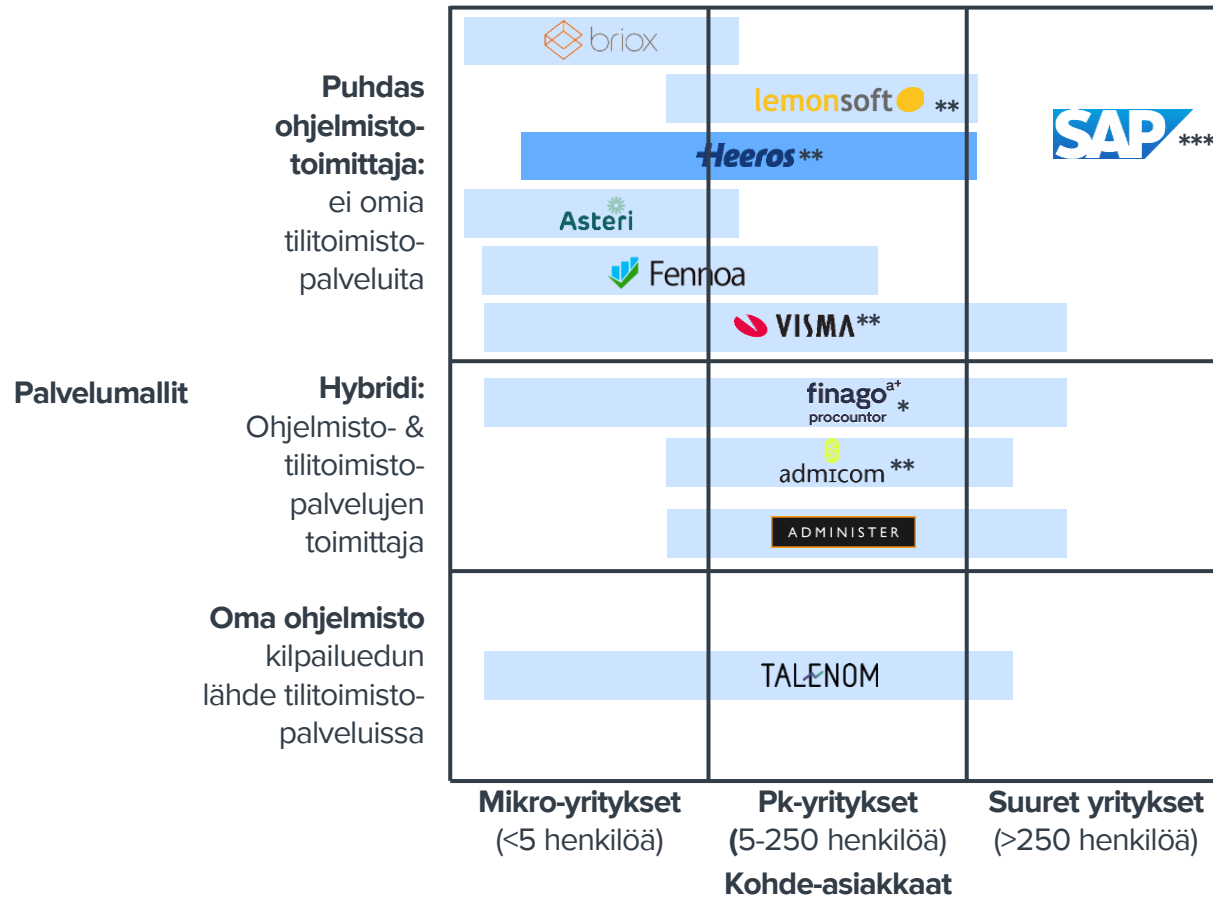 briox
Puhdas
ohjelmisto-
toimittaja:
ei omia
tilitoimisto-
palveluita
lemonsoft **
SAP ***
Heeros **
Asteri
Fennoa
VISMA **
Palvelumallit
Hybridi:
Ohjelmisto- &
tilitoimisto-
palvelujen
toimittaja
finago a+
procountor *
admicom **
ADMINISTER
Oma ohjelmisto
kilpailuedun
lähde tilitoimisto-
palveluissa
TALENOM
Mikro-yritykset
(<5 henkilöä)
Pk-yritykset
(5-250 henkilöä)
Suuret yritykset
(>250 henkilöä)
Kohde-asiakkaat